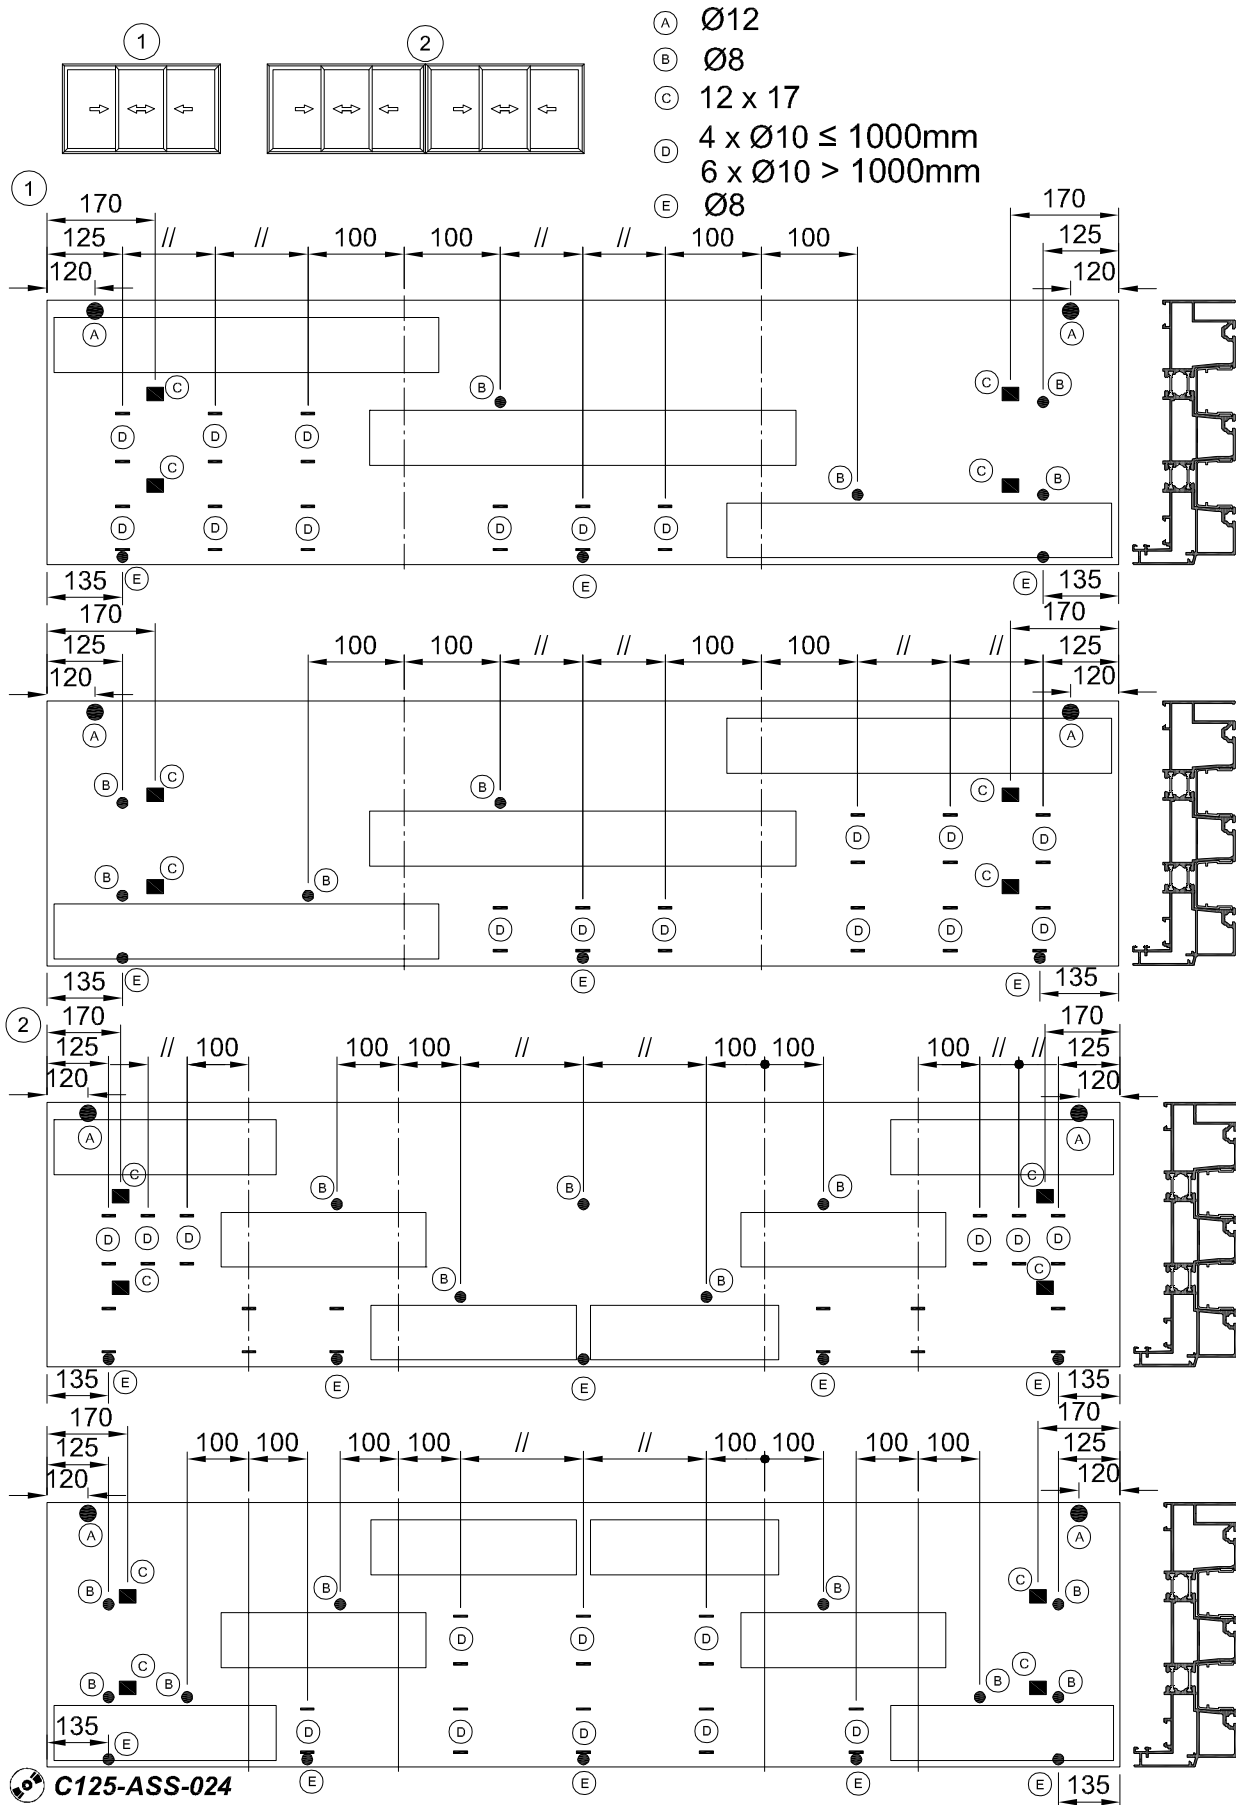 1 2
A Ø12
B Ø8
C 12 x 17
D 4 x Ø10 ≤ 1000mm
6 x Ø10 > 1000mm
E Ø8
1
170 170
125 // // 100 100 // // 100 100 125
120 120
A A
C B C B
D D D
C B C B
D D D D D D
E E E
135 135
170 170
125 100 100 // // 100 100 // // 125
120 120
A A
B C B C
D D D
B C B C
D D D D D D
E E E
135 135
2
170 170
125 // 100 100 100 // // 100 100 100 // // 125
120 120
A A
C B B B C
D D D D D D
C B B C
E E E E E
135 135
170 170
125 100 100 100 100 // // 100 100 100 100 125
120 120
A A
B C B B C B
D D D
B C B B C B
D D D D D
135 E E E E E
C125-ASS-024 135